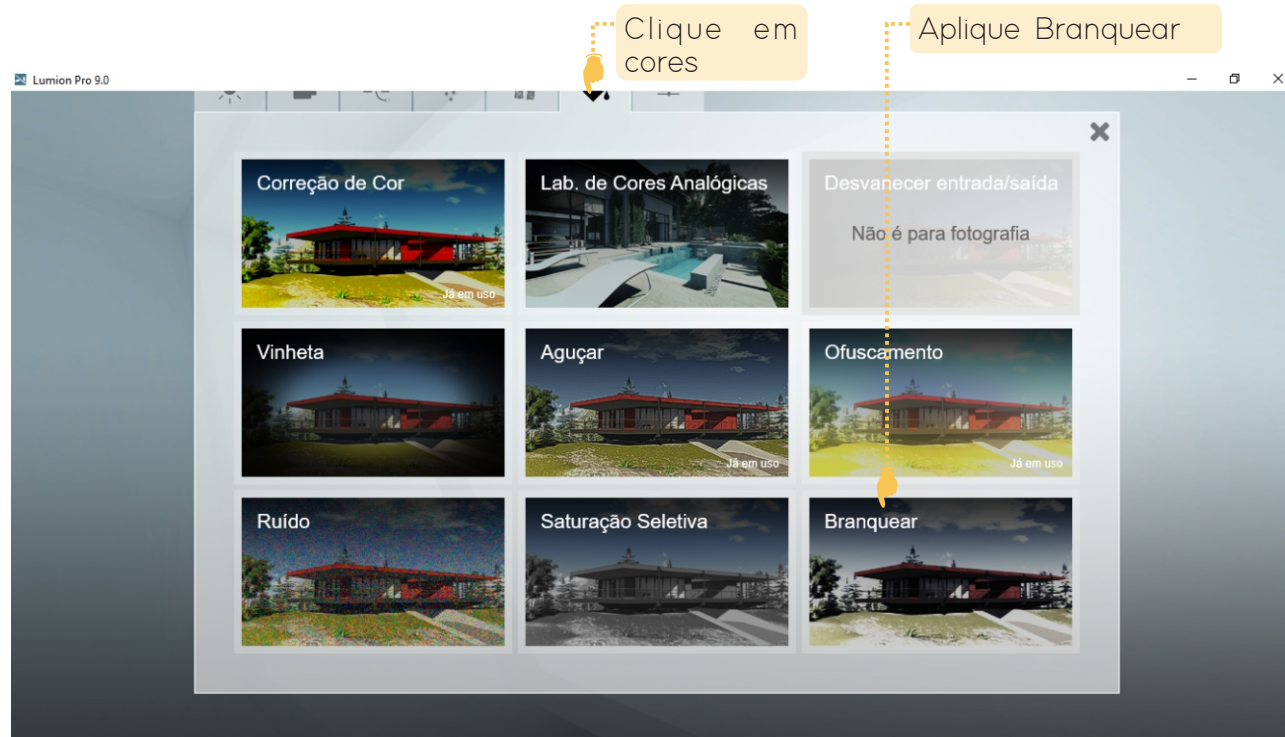 Clique em
cores
Aplique Branquear
Lumion Pro 9.0
Correção de Cor
Já em uso
Lab. de Cores Analógicas
Desvanecer entrada/saída
Não é para fotografia
Vinheta
Aguçar
Já em uso
Ofuscamento
Já em uso
Ruído
Saturação Seletiva
Branquear